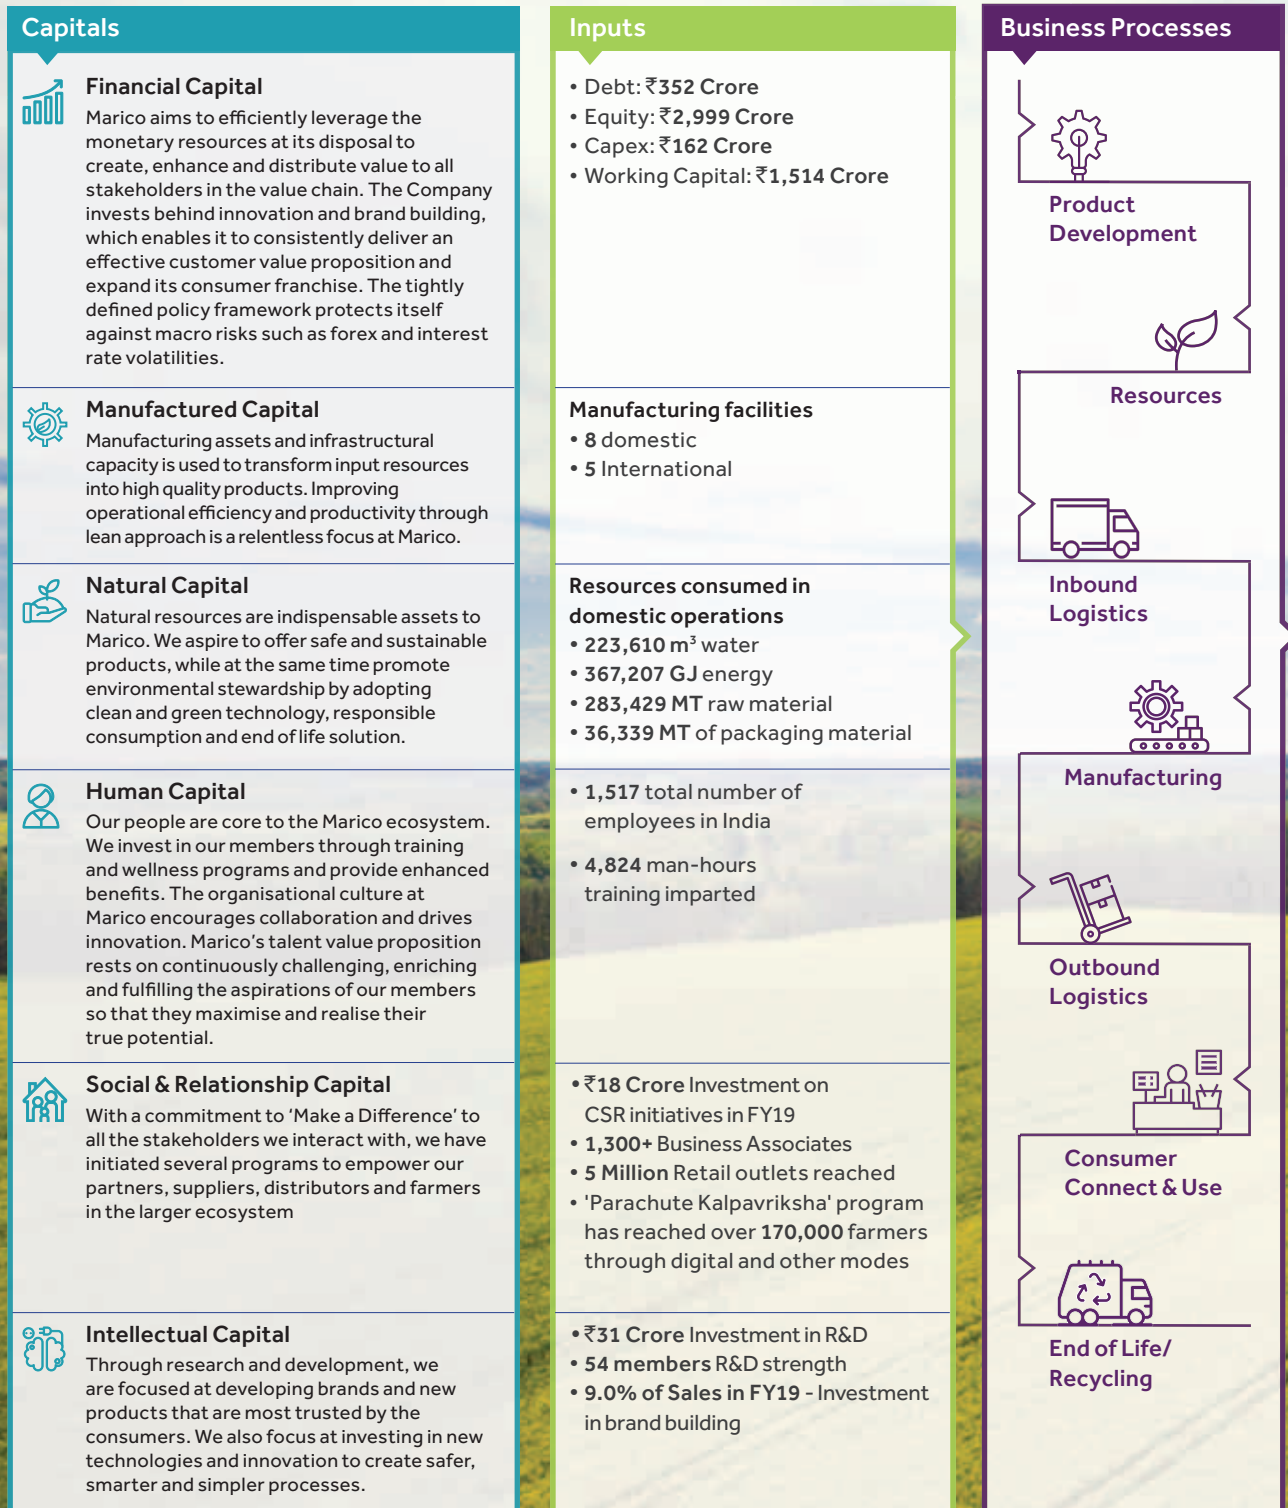 Capitals
Financial Capital
Marico aims to efficiently leverage the
monetary resources at its disposal to
create, enhance and distribute value to all
stakeholders in the value chain. The Company
invests behind innovation and brand building,
which enables it to consistently deliver an
effective customer value proposition and
expand its consumer franchise. The tightly
defined policy framework protects itself
against macro risks such as forex and interest
rate volatilities.
Manufactured Capital
Manufacturing assets and infrastructural
capacity is used to transform input resources
into high quality products. Improving
operational efficiency and productivity through
lean approach is a relentless focus at Marico.
Natural Capital
Natural resources are indispensable assets to
Marico. We aspire to offer safe and sustainable
products, while at the same time promote
environmental stewardship by adopting
clean and green technology, responsible
consumption and end of life solution.
Human Capital
Our people are core to the Marico ecosystem.
We invest in our members through training
and wellness programs and provide enhanced
benefits. The organisational culture at
Marico encourages collaboration and drives
innovation. Marico's talent value proposition
rests on continuously challenging, enriching
and fulfilling the aspirations of our members
so that they maximise and realise their
true potential.
Social & Relationship Capital
With a commitment to 'Make a Difference' to
all the stakeholders we interact with, we have
initiated several programs to empower our
partners, suppliers, distributors and farmers
in the larger ecosystem
Intellectual Capital
Through research and development, we
are focused at developing brands and new
products that are most trusted by the
consumers. We also focus at investing in new
technologies and innovation to create safer,
smarter and simpler processes.
Inputs
• Debt: ₹352 Crore
• Equity: ₹2,999 Crore
• Capex: ₹162 Crore
• Working Capital: ₹1,514 Crore
Manufacturing facilities
• 8 domestic
• 5 International
Resources consumed in
domestic operations
• 223,610 m³ water
• 367,207 GJ energy
• 283,429 MT raw material
• 36,339 MT of packaging material
• 1,517 total number of
employees in India
• 4,824 man-hours
training imparted
• ₹18 Crore Investment on
CSR initiatives in FY19
• 1,300+ Business Associates
• 5 Million Retail outlets reached
• 'Parachute Kalpavriksha' program
has reached over 170,000 farmers
through digital and other modes
• ₹31 Crore Investment in R&D
• 54 members R&D strength
• 9.0% of Sales in FY19 - Investment
in brand building
Business Processes
Product
Development
Resources
Inbound
Logistics
Manufacturing
Outbound
Logistics
Consumer
Connect & Use
End of Life/
Recycling